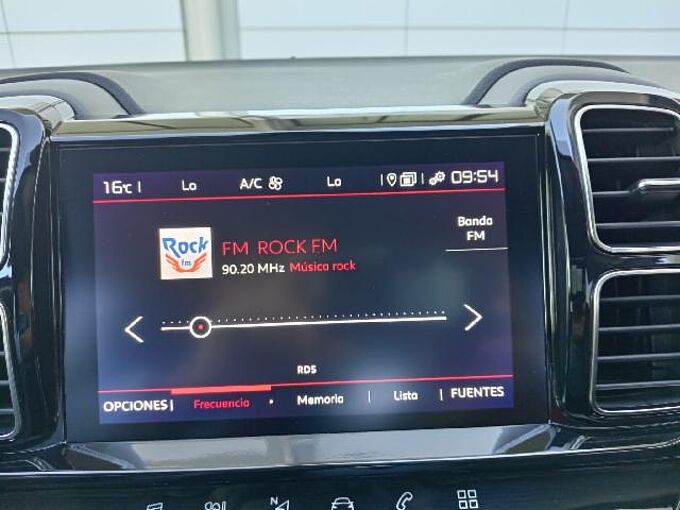 16°C Lo A/C Lo 09:54
Banda
FM
Rock
fm
FM ROCK FM
90.20 MHz Música rock
RDS
OPCIONES Frecuencia Memoria Lista FUENTES
N